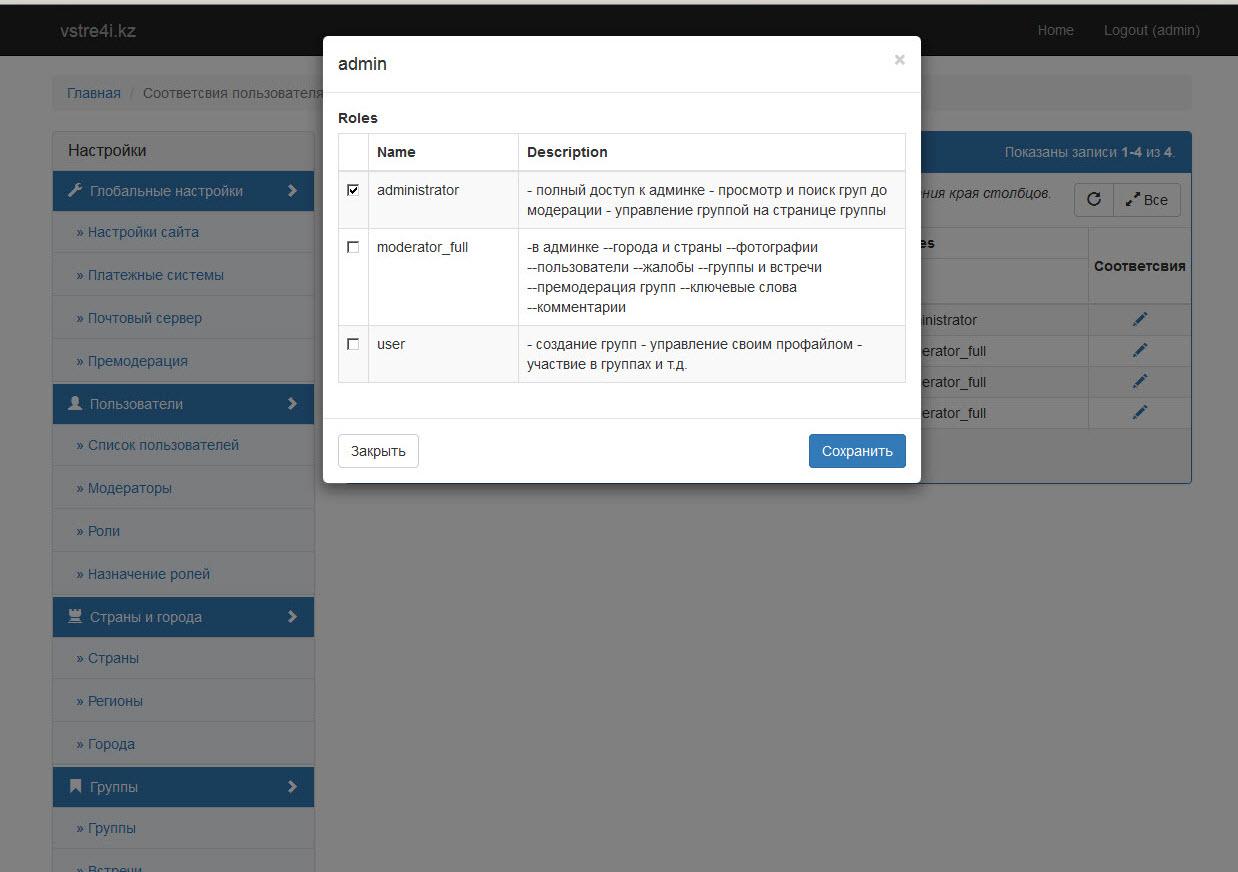 vstre4i.kz
Home
Logout (admin)
Главная / Соответсвия пользователя
admin
×
Roles
Name
Description
administrator
- полный доступ к админке - просмотр и поиск груп до
модерации - управление группой на странице группы
moderator_full
-в админке --города и страны --фотографии
--пользователи --жалобы --группы и встречи
--премодерация групп --ключевые слова
--комментарии
user
- создание групп - управление своим профайлом -
участие в группах и т.д.
Закрыть
Сохранить
Настройки
Глобальные настройки
» Настройки сайта
» Платежные системы
» Почтовый сервер
» Премодерация
Пользователи
» Список пользователей
» Модераторы
» Роли
» Назначение ролей
Страны и города
» Страны
» Регионы
» Города
Группы
» Группы
» Встречи
Показаны записи 1-4 из 4.
ния края столбцов.
Все
es
Соответсвия
inistrator
erator_full
erator_full
erator_full